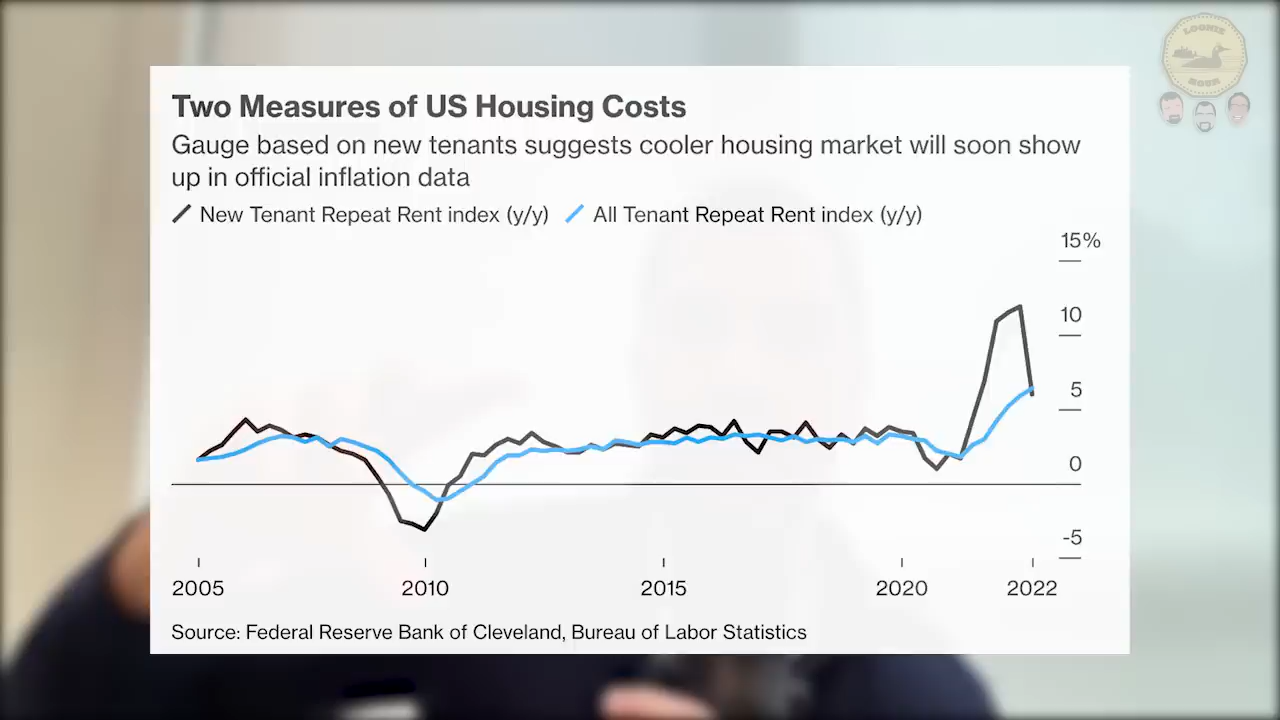 LOONIE
HOUR
Two Measures of US Housing Costs
Gauge based on new tenants suggests cooler housing market will soon show
up in official inflation data
New Tenant Repeat Rent index (y/y) All Tenant Repeat Rent index (y/y)
15%
10
5
0
-5
2005 2010 2015 2020 2022
Source: Federal Reserve Bank of Cleveland, Bureau of Labor Statistics